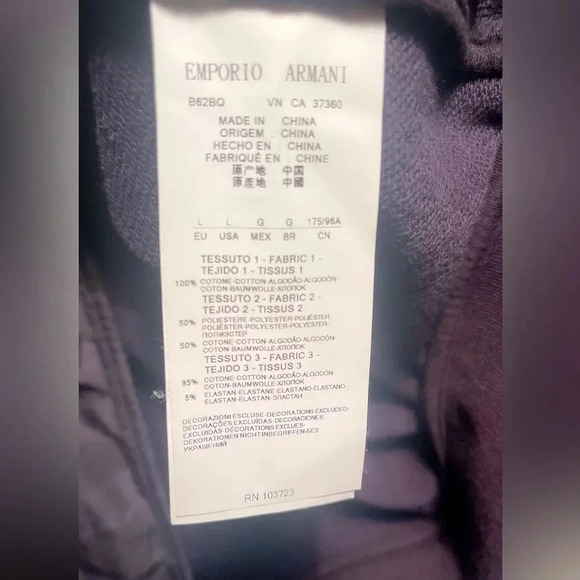 EMPORIO ARMANI
B62BQ VN CA 37360
MADE IN : CHINA
ORIGEM : CHINA
HECHO EN : CHINA
FABRIQUÉ EN : CHINE
原产地 : 中国
原產地 : 中國
L L G G 175/96A
EU USA MEX BR CN
TESSUTO 1 - FABRIC 1 -
TEJIDO 1 - TISSUS 1
100% COTONE-COTTON-ALGODÃO-ALGODÓN-
COTON-BAUMWOLLE-ХЛОПОК
TESSUTO 2 - FABRIC 2 -
TEJIDO 2 - TISSUS 2
50% POLIESTERE-POLYESTER-POLIÉSTER-
POLIÉSTER-POLYESTER-POLYESTER-
ПОЛИЭСТЕР
50% COTONE-COTTON-ALGODÃO-ALGODÓN-
COTON-BAUMWOLLE-ХЛОПОК
TESSUTO 3 - FABRIC 3 -
TEJIDO 3 - TISSUS 3
95% COTONE-COTTON-ALGODÃO-ALGODÓN-
COTON-BAUMWOLLE-ХЛОПОК
5% ELASTAN-ELASTANE-ELASTANO-ELASTANO-
ELASTAN-ELASTAN-ЭЛАСТАН
DECORAZIONI ESCLUSE-DECORATIONS EXCLUDED-
DECORAÇÕES EXCLUÍDAS-DECORACIONES
EXCLUIDAS-DÉCORATIONS EXCLUES-
DEKORATIONEN NICHT INBEGRIFFEN-БЕЗ
УКРАШЕНИЙ
RN 103723